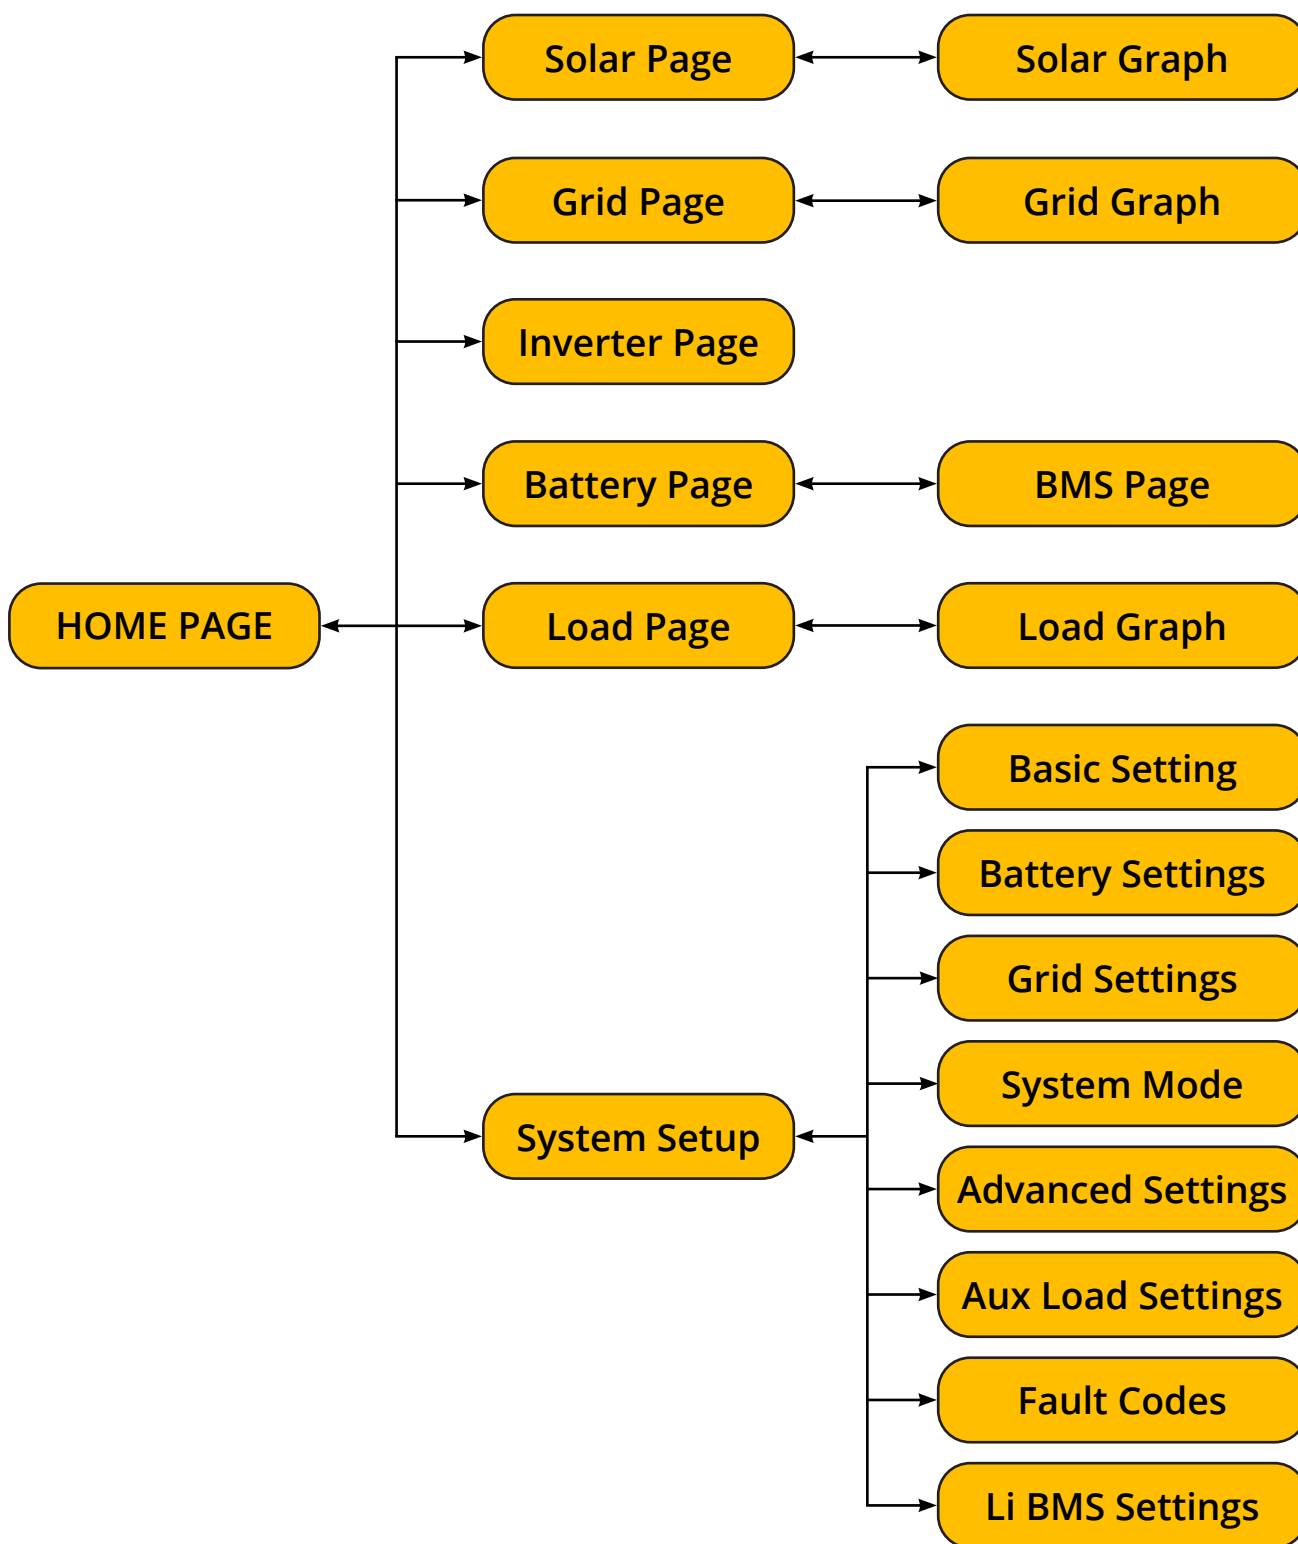 Solar Page
Solar Graph
Grid Page
Grid Graph
Inverter Page
Battery Page
BMS Page
HOME PAGE
Load Page
Load Graph
Basic Setting
Battery Settings
Grid Settings
System Mode
System Setup
Advanced Settings
Aux Load Settings
Fault Codes
Li BMS Settings